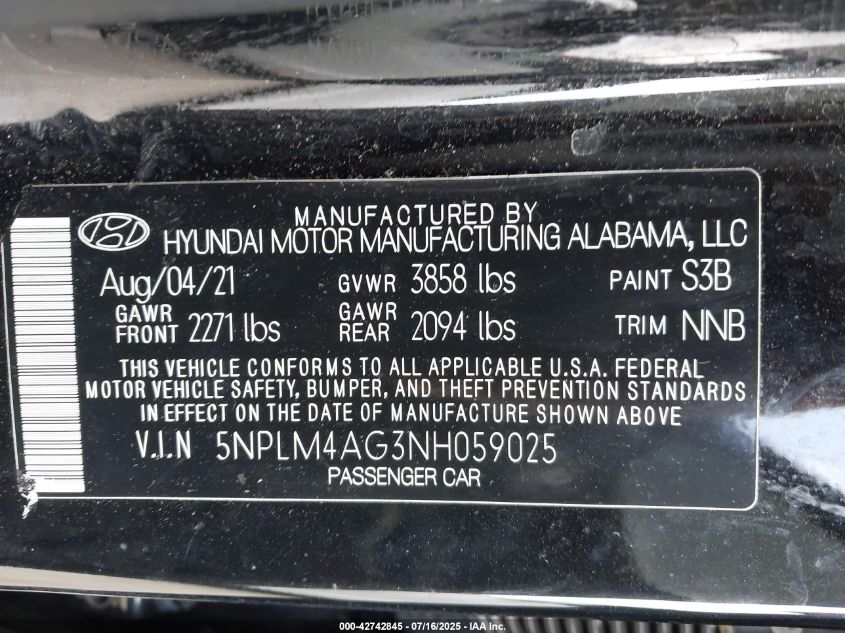 MANUFACTURED BY
HYUNDAI MOTOR MANUFACTURING ALABAMA, LLC
Aug/04/21 GVWR 3858 lbs PAINT S3B
GAWR FRONT 2271 lbs GAWR REAR 2094 lbs TRIM NNB
THIS VEHICLE CONFORMS TO ALL APPLICABLE U.S.A. FEDERAL
MOTOR VEHICLE SAFETY, BUMPER, AND THEFT PREVENTION STANDARDS
IN EFFECT ON THE DATE OF MANUFACTURE SHOWN ABOVE
V.I.N 5NPLM4AG3NH059025
PASSENGER CAR
000-42742845 - 07/16/2025 - IAA Inc.